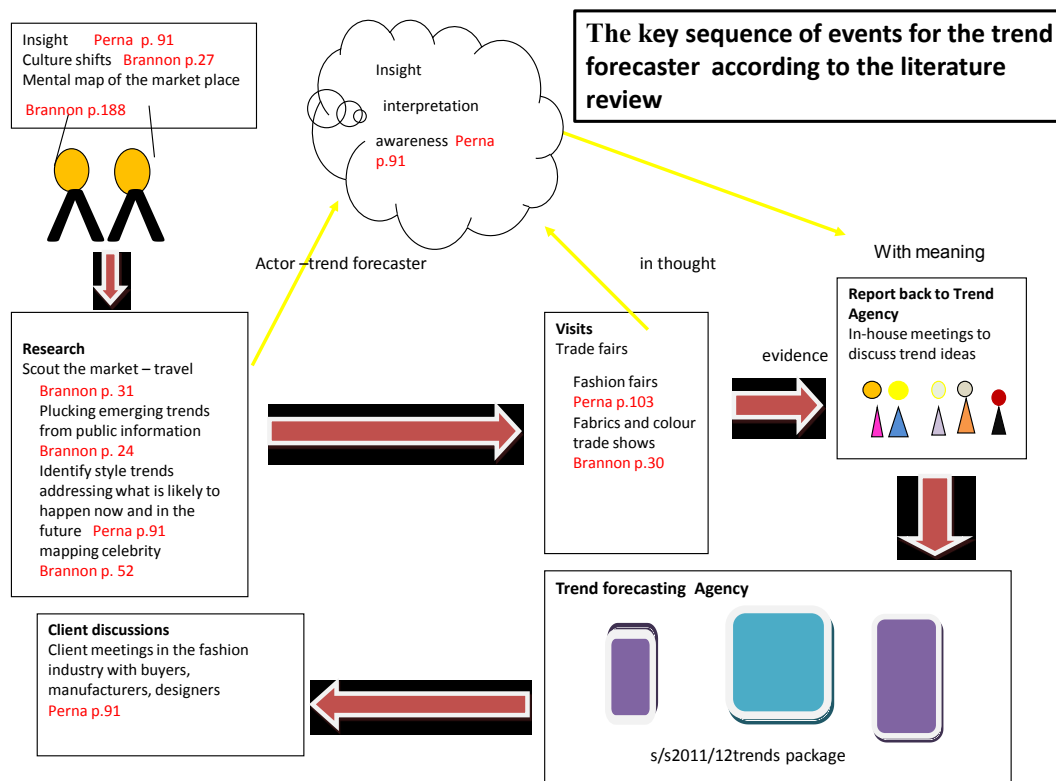 Insight Perna p. 91
Culture shifts Brannon p.27
Mental map of the market place
Brannon p.188
Insight
interpretation
awareness Perna
p.91
The key sequence of events for the trend
forecaster according to the literature
review
Actor –trend forecaster
in thought
With meaning
Research
Scout the market – travel
Brannon p. 31
Plucking emerging trends
from public information
Brannon p. 24
Identify style trends
addressing what is likely to
happen now and in the
future Perna p.91
mapping celebrity
Brannon p. 52
Visits
Trade fairs
Fashion fairs
Perna p.103
Fabrics and colour
trade shows
Brannon p.30
evidence
Report back to Trend
Agency
In-house meetings to
discuss trend ideas
Trend forecasting Agency
s/s2011/12trends package
Client discussions
Client meetings in the fashion
industry with buyers,
manufacturers, designers
Perna p.91